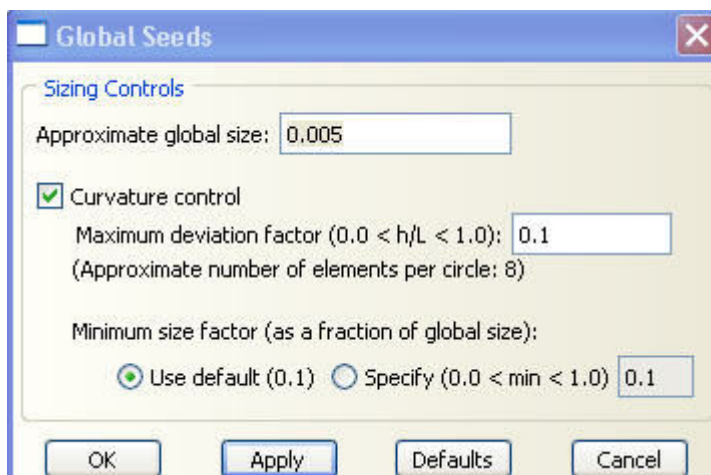 Global Seeds
Sizing Controls
Approximate global size: 0.005
Curvature control
Maximum deviation factor (0.0 < h/L < 1.0): 0.1
(Approximate number of elements per circle: 8)
Minimum size factor (as a fraction of global size):
Use default (0.1) Specify (0.0 < min < 1.0) 0.1
OK Apply Defaults Cancel